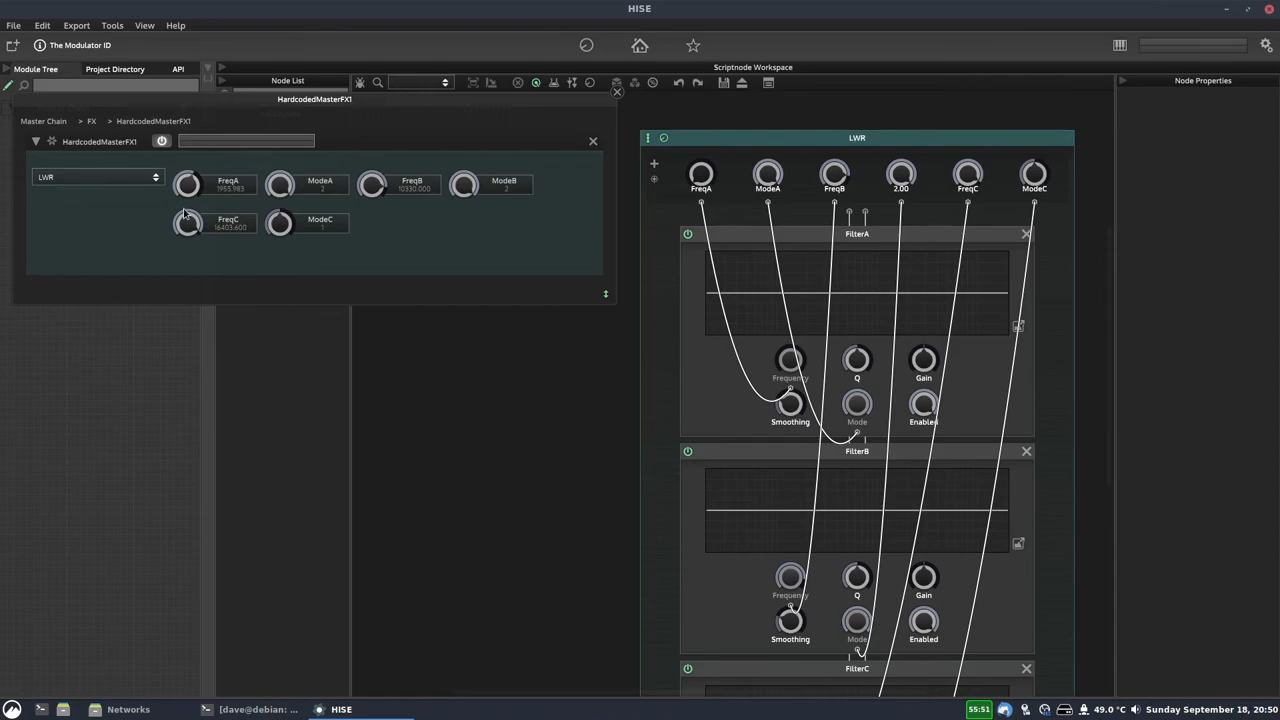 HISE
File Edit Export Tools View Help
The Modulator ID
Module Tree Project Directory API
Node List
Scriptnode Workspace
Node Properties
HardcodedMasterFX1
Master Chain > FX > HardcodedMasterFX1
HardcodedMasterFX1
LWR
FreqA
1955.983
ModeA
2
FreqB
10330.000
ModeB
2
FreqC
16403.600
ModeC
1
LWR
FreqA ModeA FreqB 2.00 FreqC ModeC
FilterA
Frequency Q Gain
Smoothing Mode Enabled
FilterB
Frequency Q Gain
Smoothing Mode Enabled
FilterC
Networks [dave@debian: ... HISE 55:51 49.0 °C Sunday September 18, 20:50